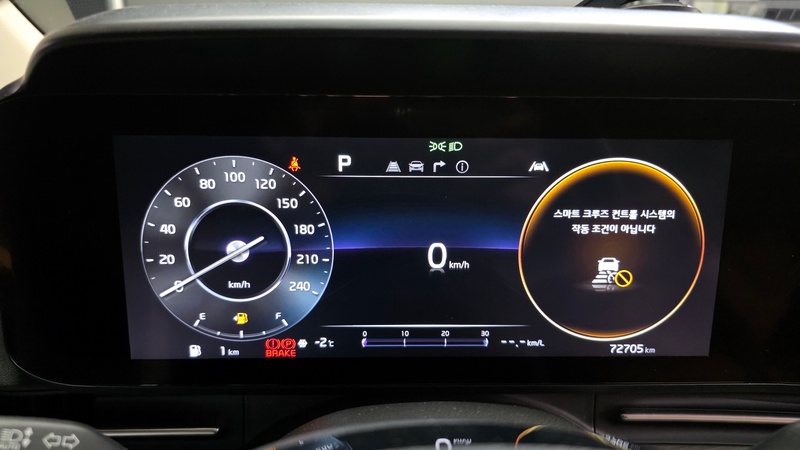 P
0
20
40
60
80
100
120
150
180
210
240
km/h
E F
1 km
BRAKE
-2℃
0 km/h
0 10 20 30
--.- km/L
스마트 크루즈 컨트롤 시스템의
작동 조건이 아닙니다
72705 km
AUTO
0